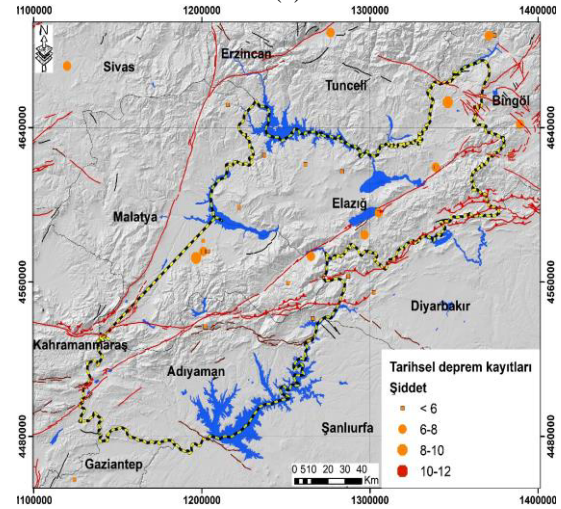 1100000 1200000 1300000 1400000
N
Sivas
Erzincan
Tunceli
Bingöl
4640000 4640000
Malatya
Elazığ
4560000 4560000
Diyarbakır
Kahramanmaraş
Adıyaman
Tarihsel deprem kayıtları
Şiddet
< 6
6-8
8-10
10-12
Şanlıurfa
4480000 4480000
Gaziantep
0 5 10 20 30 40
Km
1100000 1200000 1300000 1400000